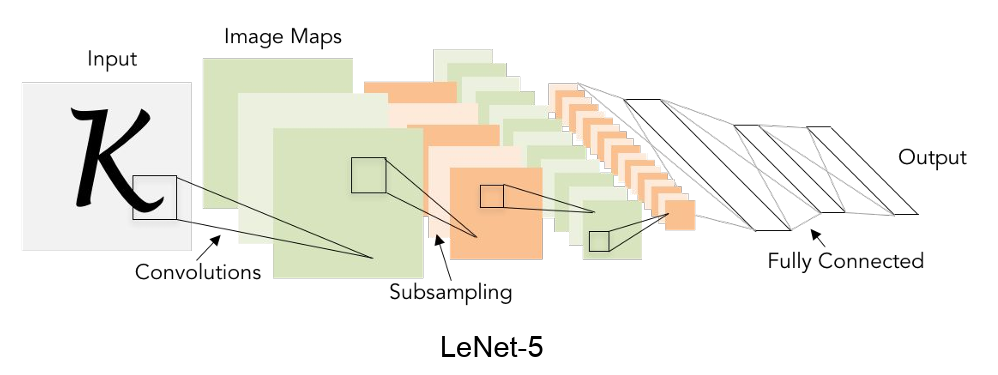 Image Maps
Input
K
Output
Convolutions
Fully Connected
Subsampling
LeNet-5